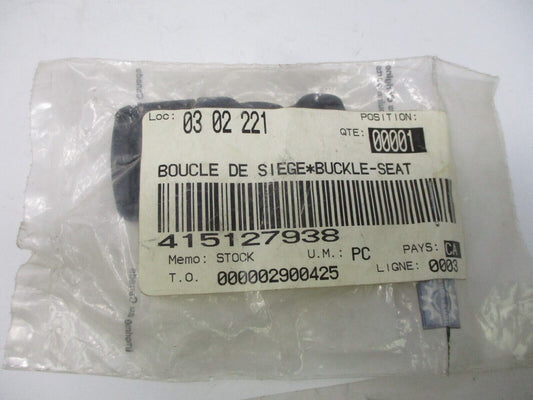 Loc: 03 02 221 POSITION:
QTE: 00001
BOUCLE DE SIEGE*BUCKLE-SEAT
415127938
Memo: STOCK U.M.: PC PAYS: CA
T.O. 000002900425 LIGNE: 0003